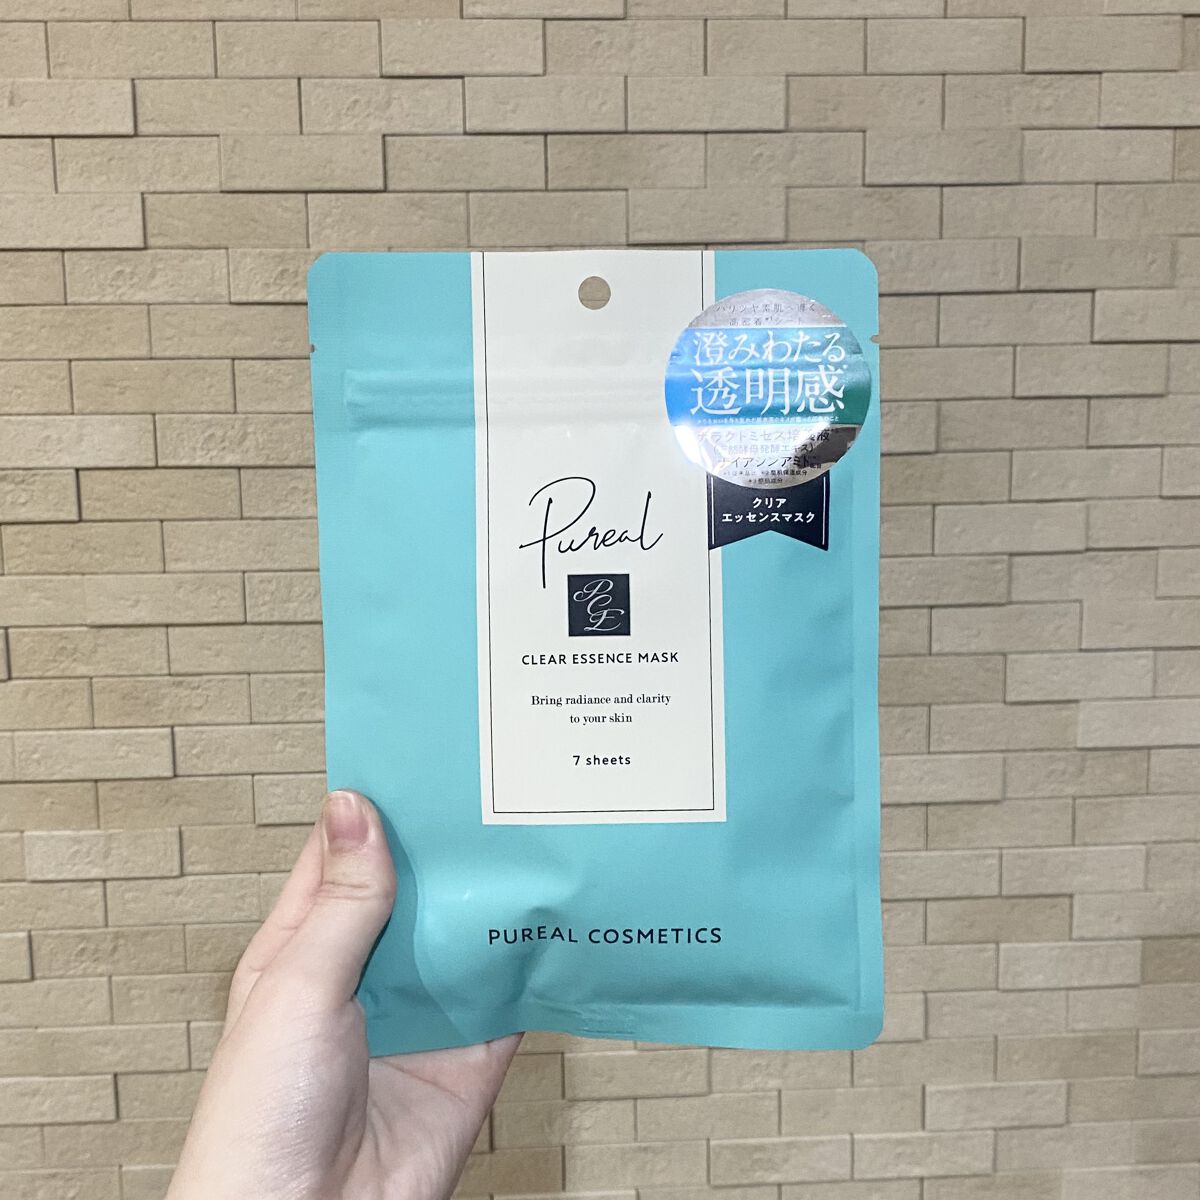 ハリツヤ素肌へ導く
高密着*¹シート
澄みわたる
透明感
ガラクトミセス培養液
ナイアシンアミド
クリア
エッセンスマスク
Pureal
PCE
CLEAR ESSENCE MASK
Bring radiance and clarity
to your skin
7 sheets
PUREAL COSMETICS